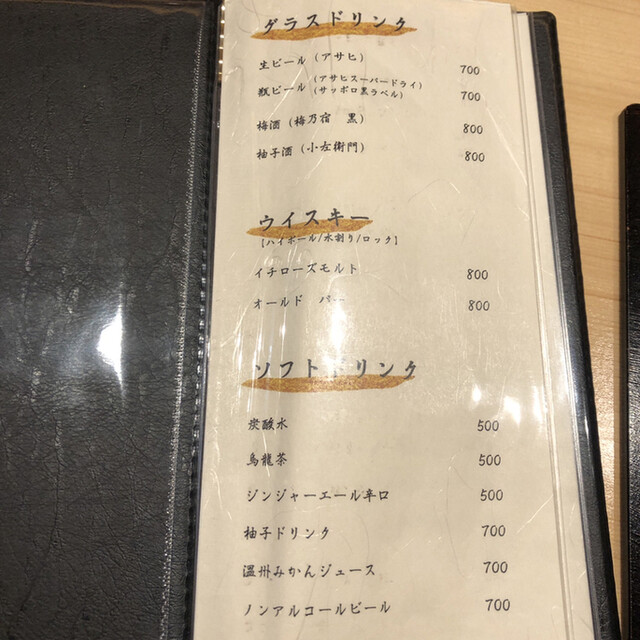 グラスドリンク
生ビール（アサヒ） 700
瓶ビール（アサヒスーパードライ）（サッポロ黒ラベル） 700
梅酒（梅乃宿　黒） 800
柚子酒（小左衛門） 800
ウイスキー
【ハイボール/水割り/ロック】
イチローズモルト 800
オールド　パー 800
ソフトドリンク
炭酸水 500
烏龍茶 500
ジンジャーエール辛口 500
柚子ドリンク 700
温州みかんジュース 700
ノンアルコールビール 700